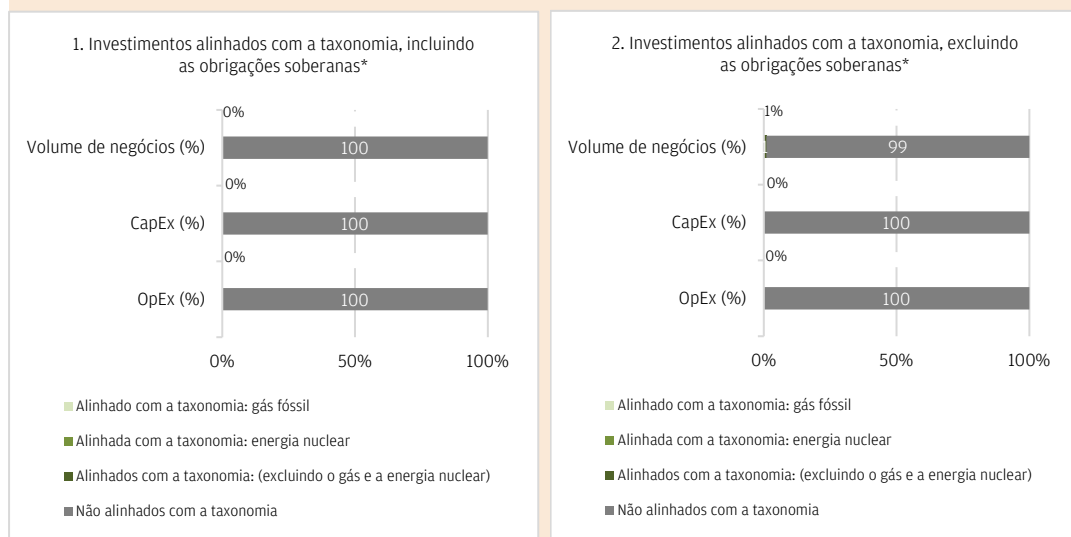 1. Investimentos alinhados com a taxonomia, incluindo
as obrigações soberanas*
0%
Volume de negócios (%)
100
0%
CapEx (%)
100
0%
OpEx (%)
100
0%
50%
100%
Alinhado com a taxonomia: gás fóssil
Alinhada com a taxonomia: energia nuclear
Alinhados com a taxonomia: (excluindo o gás e a energia nuclear)
Não alinhados com a taxonomia
2. Investimentos alinhados com a taxonomia, excluindo
as obrigações soberanas*
1%
Volume de negócios (%)
1
99
0%
CapEx (%)
100
0%
OpEx (%)
100
0%
50%
100%
Alinhado com a taxonomia: gás fóssil
Alinhada com a taxonomia: energia nuclear
Alinhados com a taxonomia: (excluindo o gás e a energia nuclear)
Não alinhados com a taxonomia